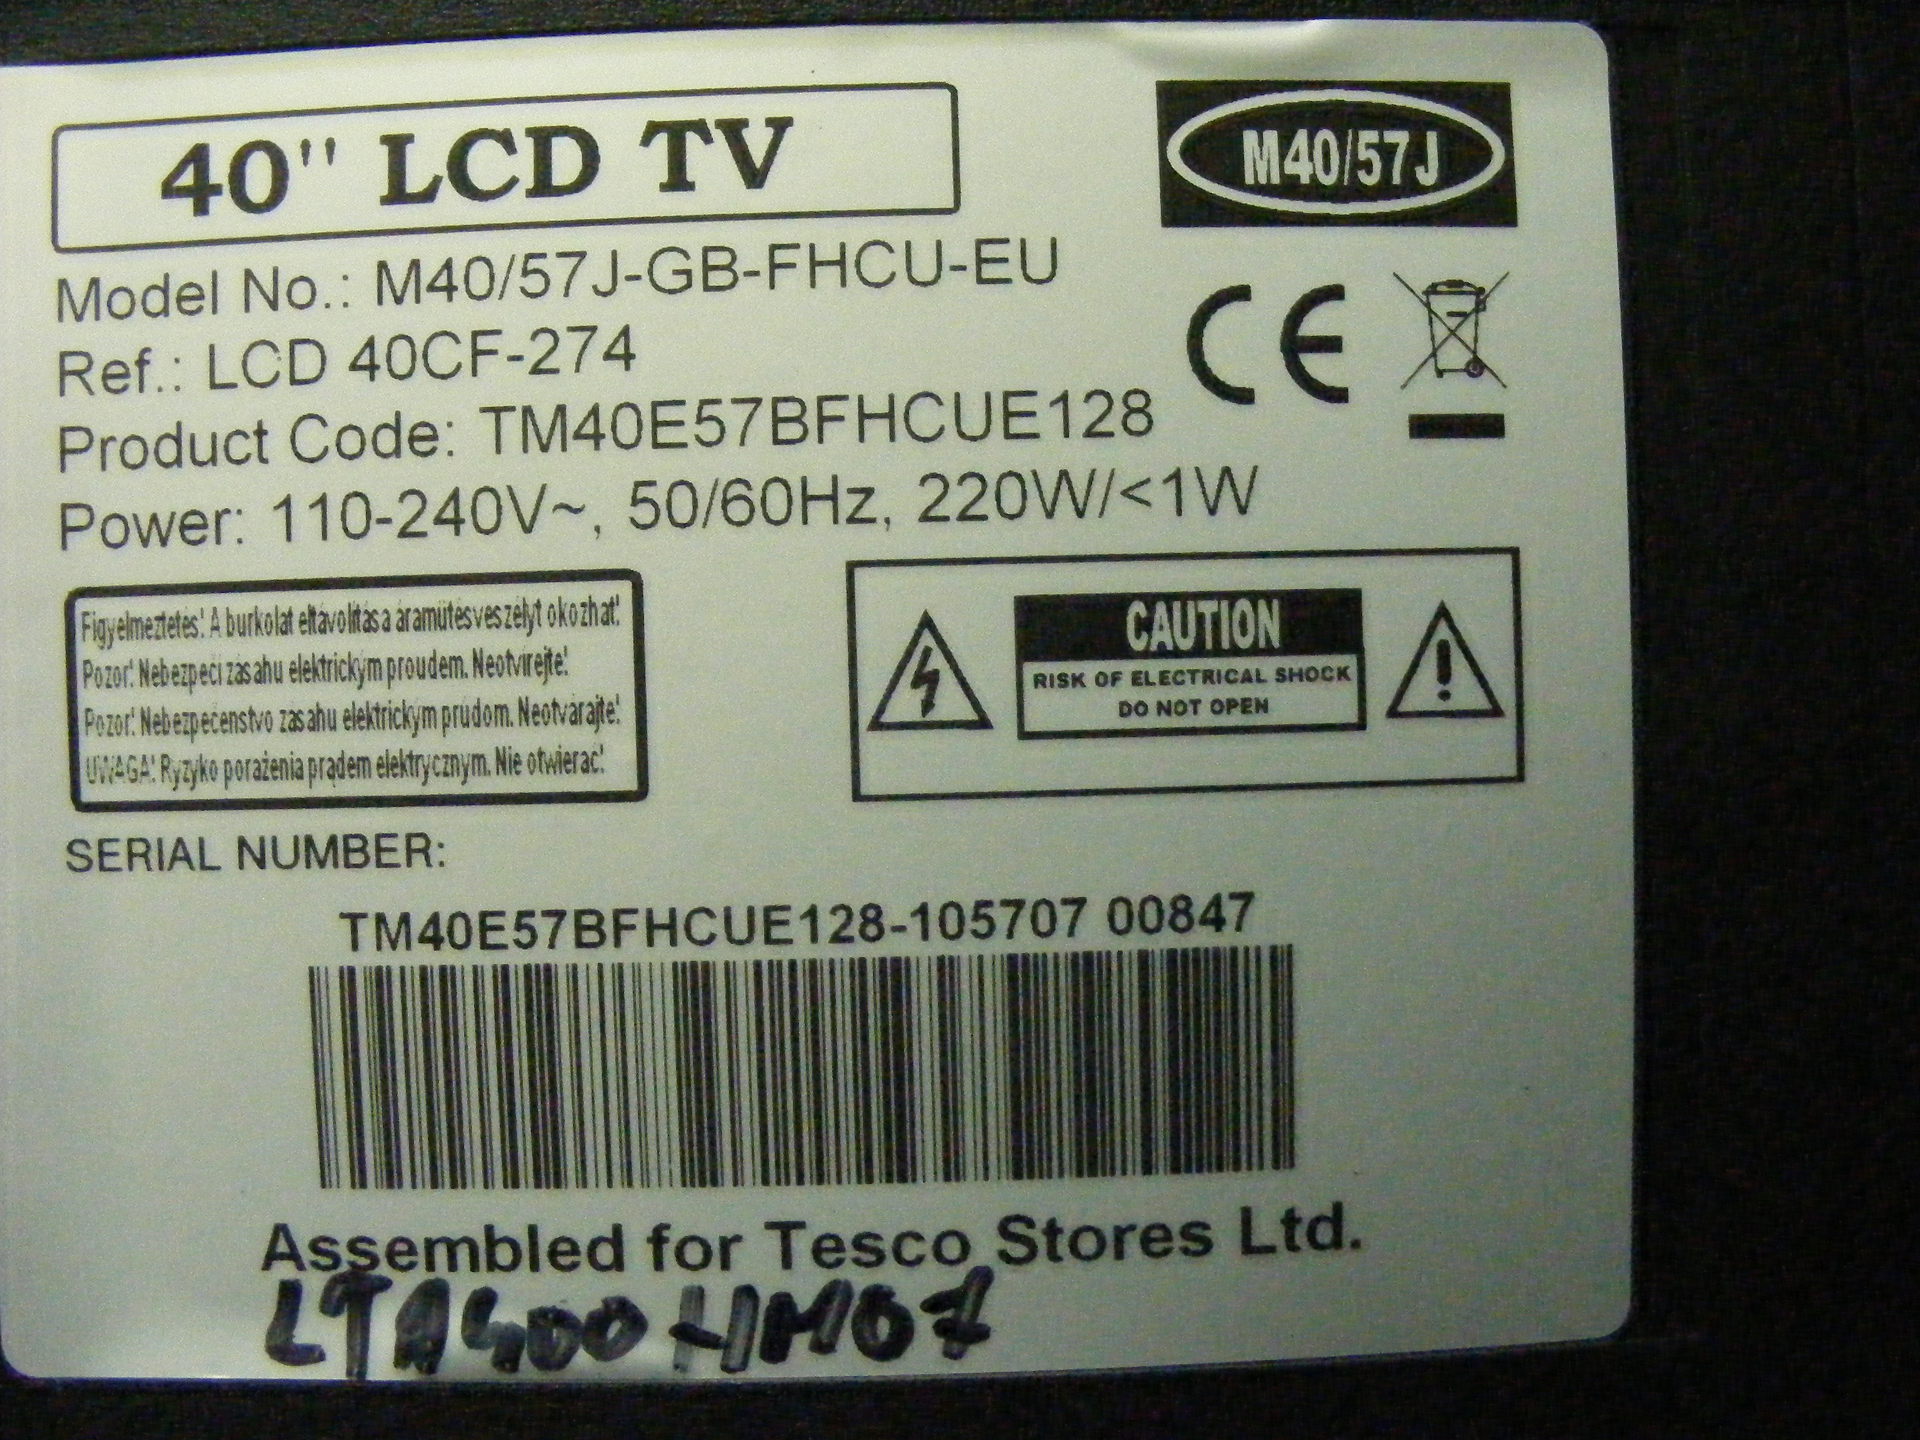 40" LCD TV
M40/57J
Model No.: M40/57J-GB-FHCU-EU
Ref.: LCD 40CF-274
Product Code: TM40E57BFHCUE128
Power: 110-240V~, 50/60Hz, 220W/<1W
CE
Figyelmeztetes! A burkolat eltávolítása áramütésveszélyt okozhat!
Pozor! Nebezpecí zásahu elektrickým proudem. Neotvírejte!
Pozor! Nebezpecenstvo zásahu elektrickým prúdom. Neotvárajte!
UWAGA! Ryzyko porażenia prądem elektrycznym. Nie otwierać!
CAUTION
RISK OF ELECTRICAL SHOCK
DO NOT OPEN
SERIAL NUMBER:
TM40E57BFHCUE128-105707 00847
Assembled for Tesco Stores Ltd.
LTA400HM07